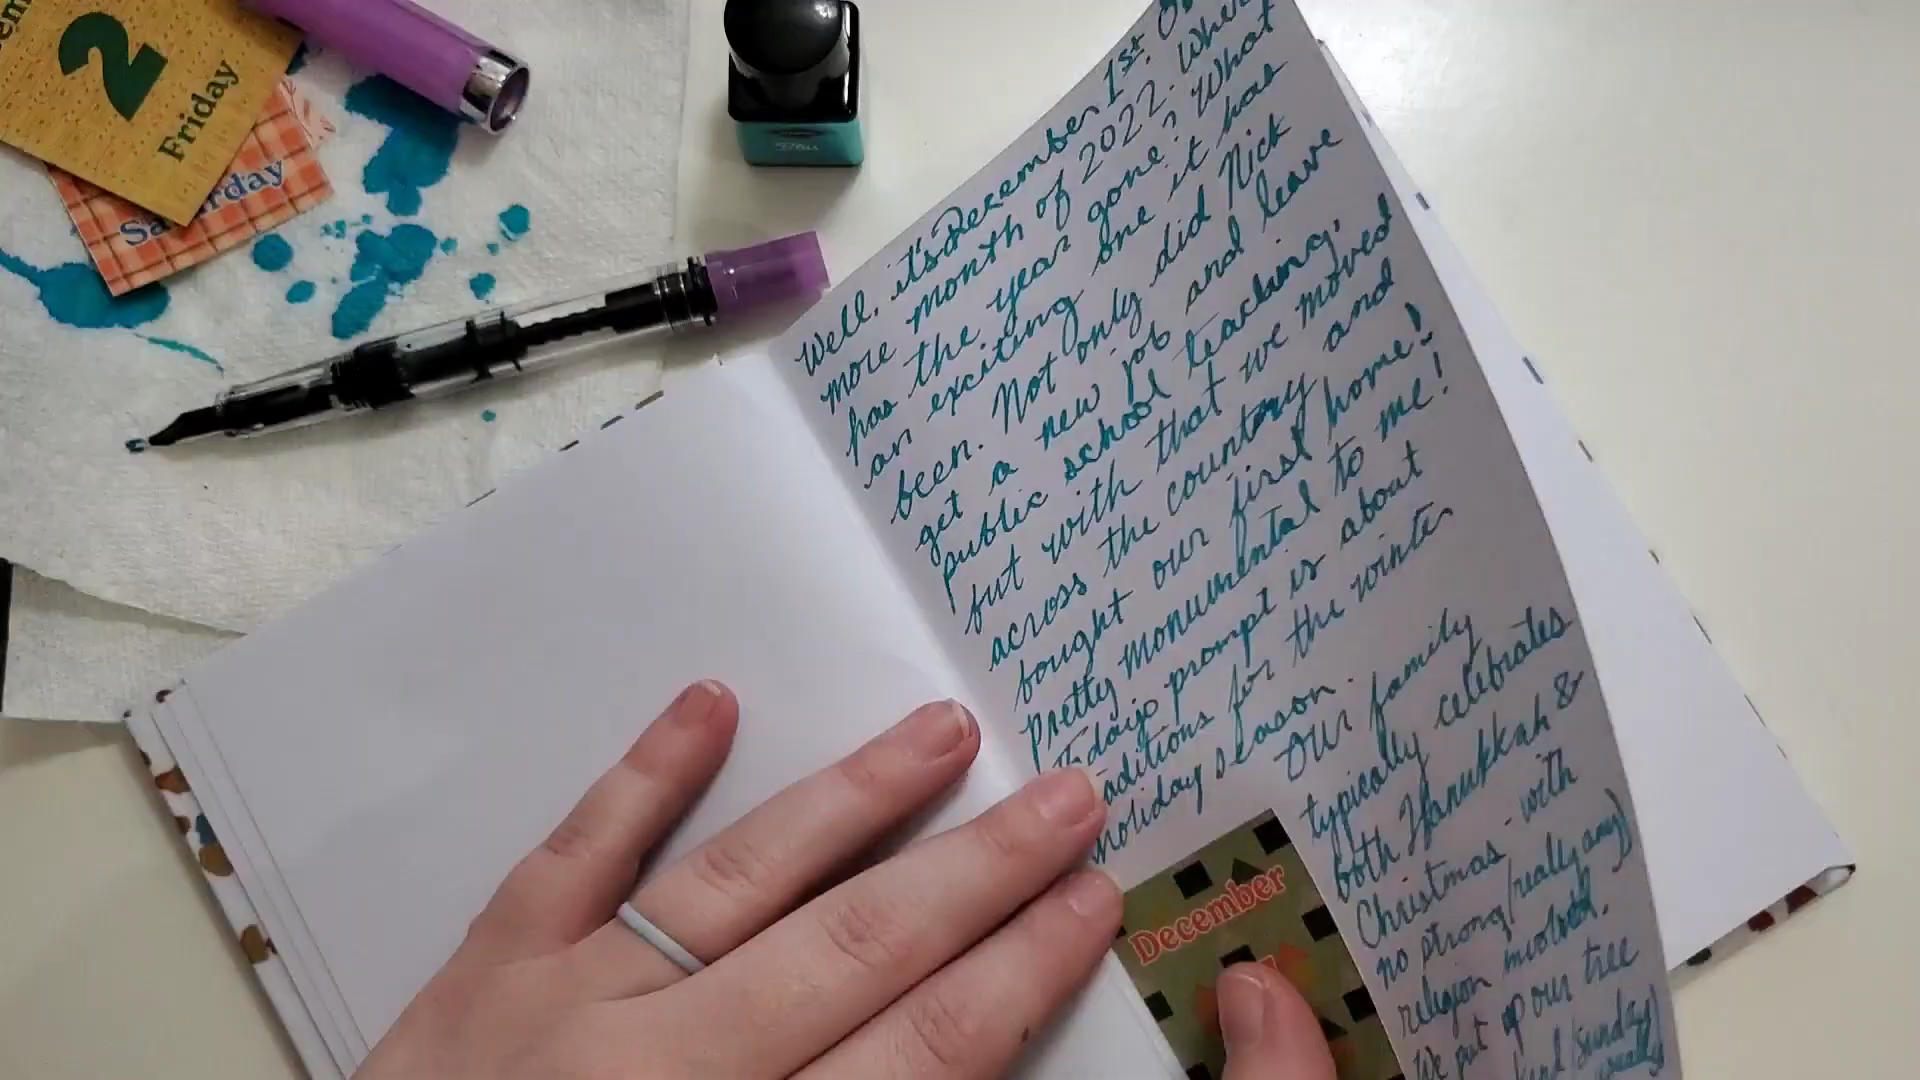 2
Friday
Saturday
Well, it's December 1st.
more month of 2022. Where
has the year gone? What
an exciting one it has
been. Not only did Nick
get a new job and leave
public school teaching,
but with that we moved
across the country and
bought our first home!
Pretty monumental to me!
Today's prompt is about
traditions for the winter
holiday season.
Our family
typically celebrates
both Hanukkah &
Christmas - with
no strong/really any)
religion involved.
We put up our tree
(Sunday)
usually
December